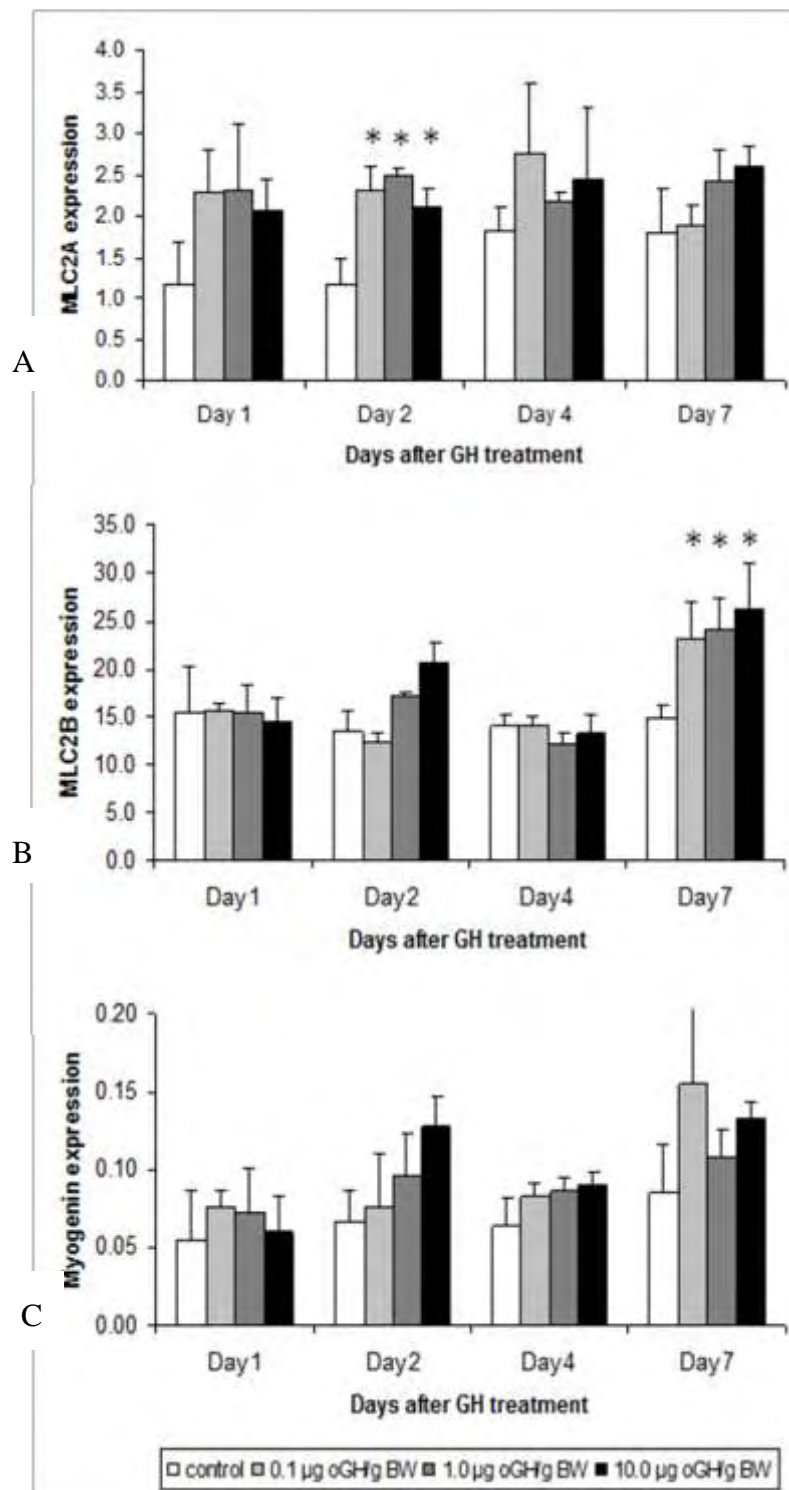 4.0
3.5
3.0
2.5
2.0
1.5
1.0
0.5
0.0
MLC2A expression
* * *
A
Day 1 Day 2 Day 4 Day 7
Days after GH treatment
35.0
30.0
25.0
20.0
15.0
10.0
5.0
0.0
MLC2B expression
* * *
B
Day1 Day2 Day4 Day7
Days after GH treatment
0.20
0.15
0.10
0.05
0.00
Myogenin expression
C
Day1 Day2 Day4 Day7
Days after GH treatment
control 0.1 µg oGH/g BW 1.0 µg oGH/g BW 10.0 µg oGH/g BW